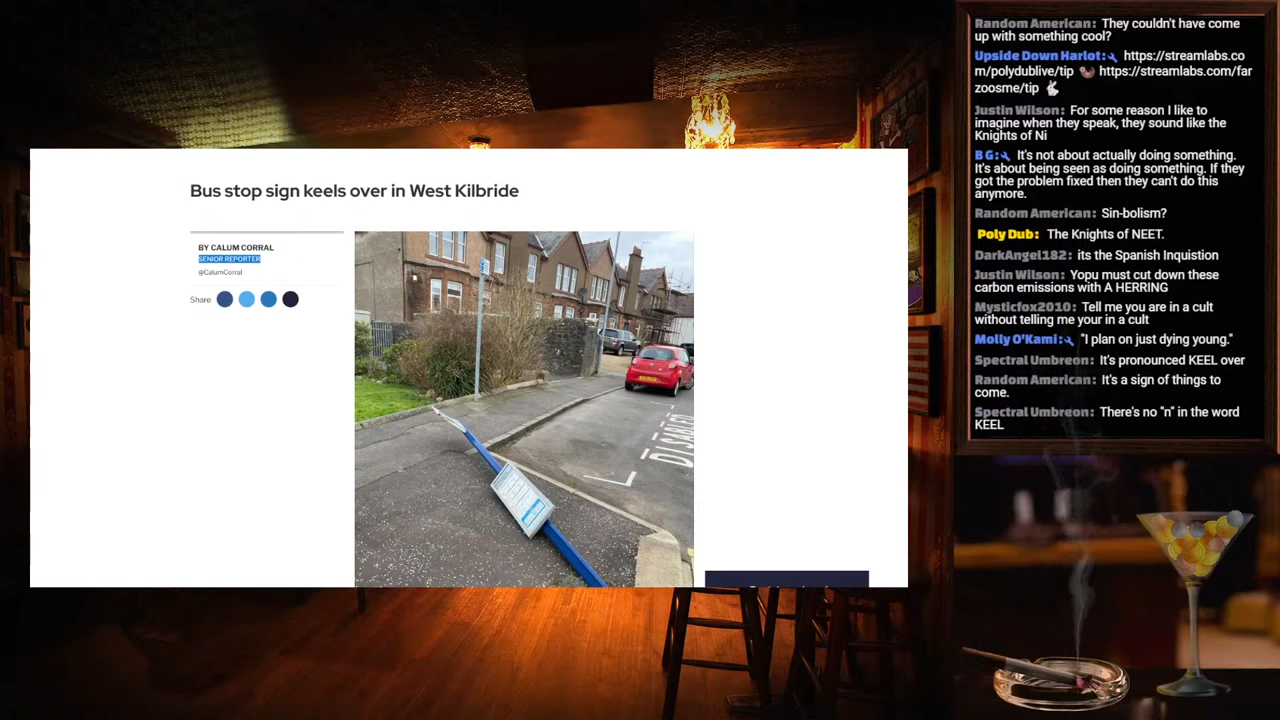 Bus stop sign keels over in West Kilbride
BY CALUM CORRAL
SENIOR REPORTER
@CalumCorral
Share
DISABLED
Random American: They couldn't have come
up with something cool?
Upside Down Harlot: https://streamlabs.co
m/polydublive/tip https://streamlabs.com/far
zoosme/tip
Justin Wilson: For some reason I like to
imagine when they speak, they sound like the
Knights of Ni
B G: It's not about actually doing something.
It's about being seen as doing something. If they
got the problem fixed then they can't do this
anymore.
Random American: Sin-bolism?
Poly Dub: The Knights of NEET.
DarkAngel182: its the Spanish Inquistion
Justin Wilson: Yopu must cut down these
carbon emissions with A HERRING
Mysticfox2010: Tell me you are in a cult
without telling me your in a cult
Molly O'Kami: "I plan on just dying young."
Spectral Umbreon: It's pronounced KEEL over
Random American: It's a sign of things to
come.
Spectral Umbreon: There's no "n" in the word
KEEL